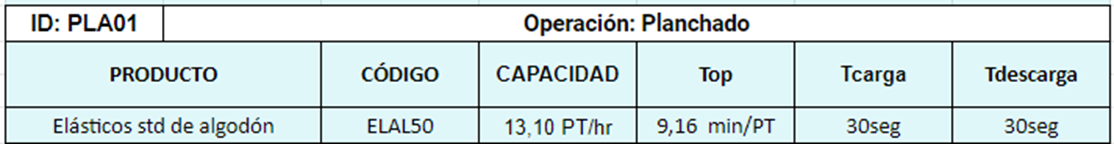 ID: PLA01 Operación: Planchado
PRODUCTO CÓDIGO CAPACIDAD Top Tcarga Tdescarga
Elásticos std de algodón ELAL50 13,10 PT/hr 9,16 min/PT 30seg 30seg